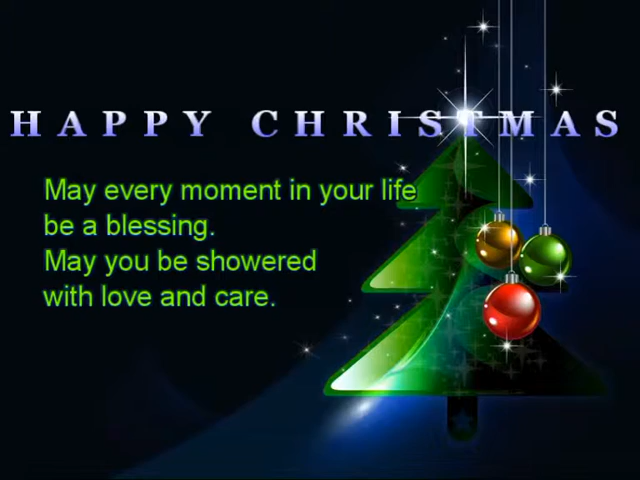 HAPPY CHRISTMAS
May every moment in your life
be a blessing.
May you be showered
with love and care.